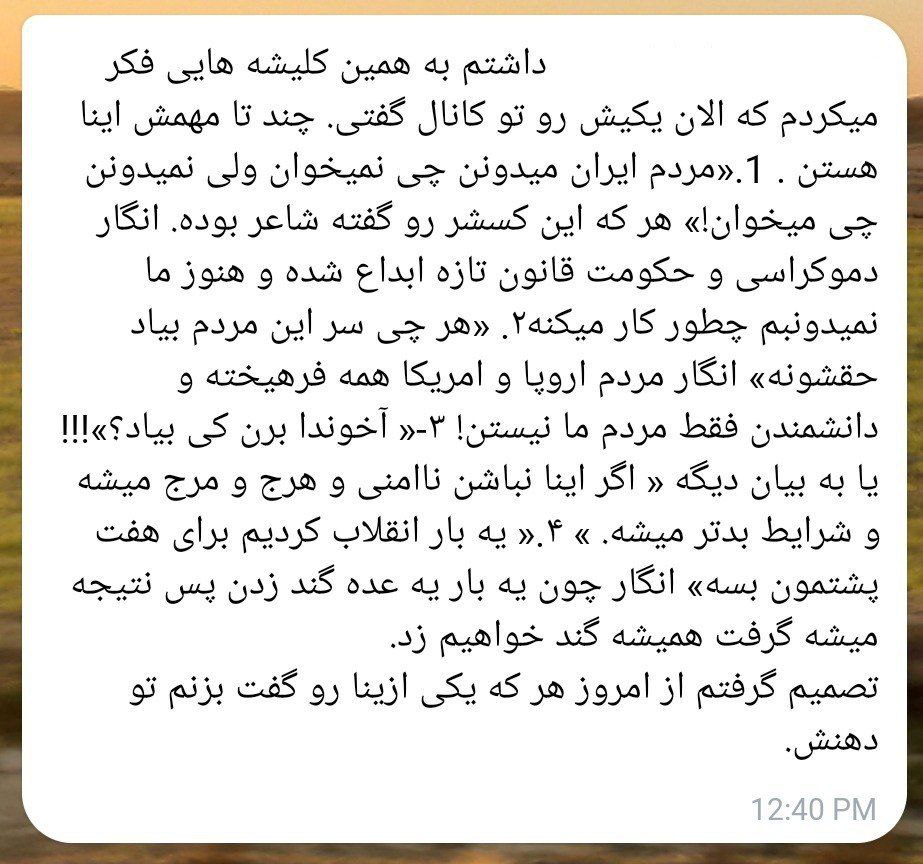 داشتم به همین کلیشه هایی فکر
میکردم که الان یکیش رو تو کانال گفتی. چند تا مهمش اینا
هستن . 1.«مردم ایران میدونن چی نمیخوان ولی نمیدونن
چی میخوان!» هر که این کسشر رو گفته شاعر بوده. انگار
دموکراسی و حکومت قانون تازه ابداع شده و هنوز ما
نمیدونبم چطور کار میکنه۲. «هر چی سر این مردم بیاد
حقشونه» انگار مردم اروپا و امریکا همه فرهیخته و
دانشمندن فقط مردم ما نیستن! ۳-« آخوندا برن کی بیاد؟»!!!
یا به بیان دیگه « اگر اینا نباشن ناامنی و هرج و مرج میشه
و شرایط بدتر میشه. » ۴.« یه بار انقلاب کردیم برای هفت
پشتمون بسه» انگار چون یه بار یه عده گند زدن پس نتیجه
میشه گرفت همیشه گند خواهیم زد.
تصمیم گرفتم از امروز هر که یکی ازینا رو گفت بزنم تو
دهنش.
12:40 PM